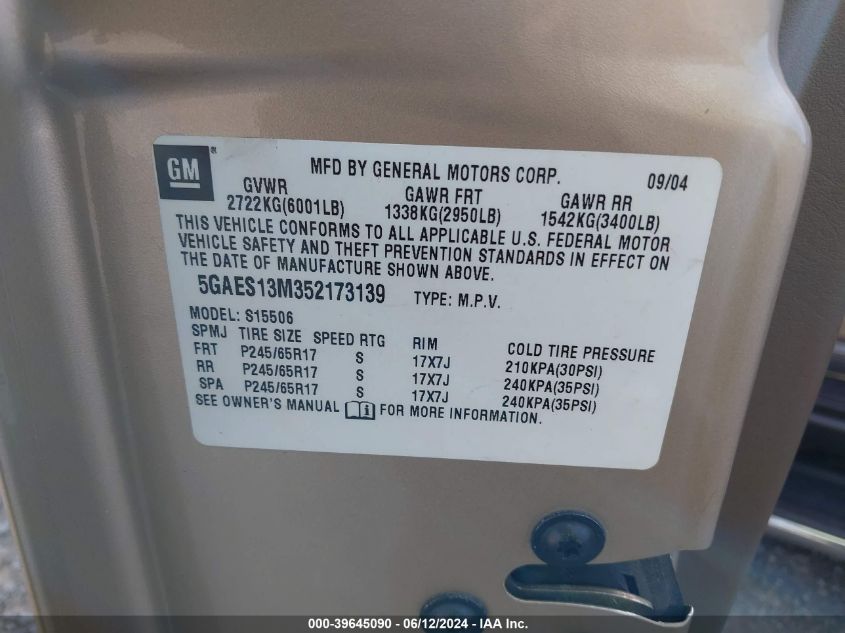 GM® MFD BY GENERAL MOTORS CORP. 09/04
GVWR GAWR FRT GAWR RR
2722KG(6001LB) 1338KG(2950LB) 1542KG(3400LB)
THIS VEHICLE CONFORMS TO ALL APPLICABLE U.S. FEDERAL MOTOR
VEHICLE SAFETY AND THEFT PREVENTION STANDARDS IN EFFECT ON
THE DATE OF MANUFACTURE SHOWN ABOVE.
5GAES13M352173139 TYPE: M.P.V.
MODEL: S15506
SPMJ TIRE SIZE SPEED RTG RIM COLD TIRE PRESSURE
FRT P245/65R17 S 17X7J 210KPA(30PSI)
RR P245/65R17 S 17X7J 240KPA(35PSI)
SPA P245/65R17 S 17X7J 240KPA(35PSI)
SEE OWNER'S MANUAL i FOR MORE INFORMATION.
000-39645090 - 06/12/2024 - IAA Inc.